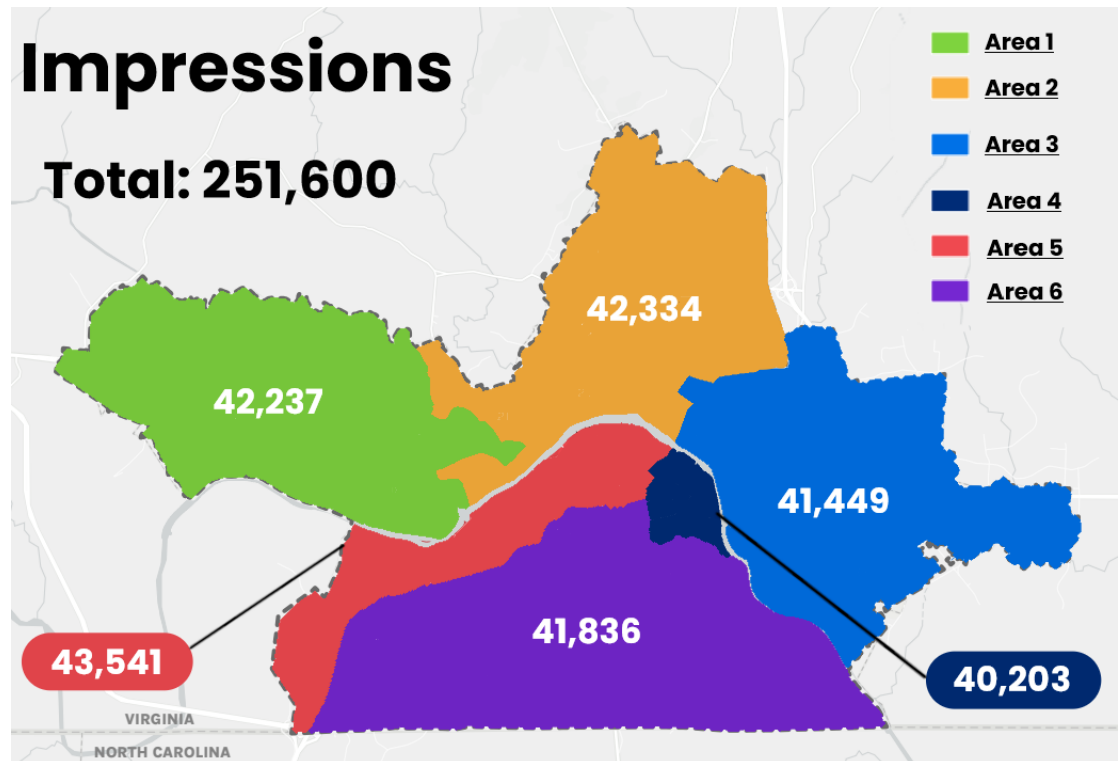 Impressions
Total: 251,600
Area 1
Area 2
Area 3
Area 4
Area 5
Area 6
42,334
42,237
41,449
41,836
43,541
40,203
VIRGINIA
NORTH CAROLINA